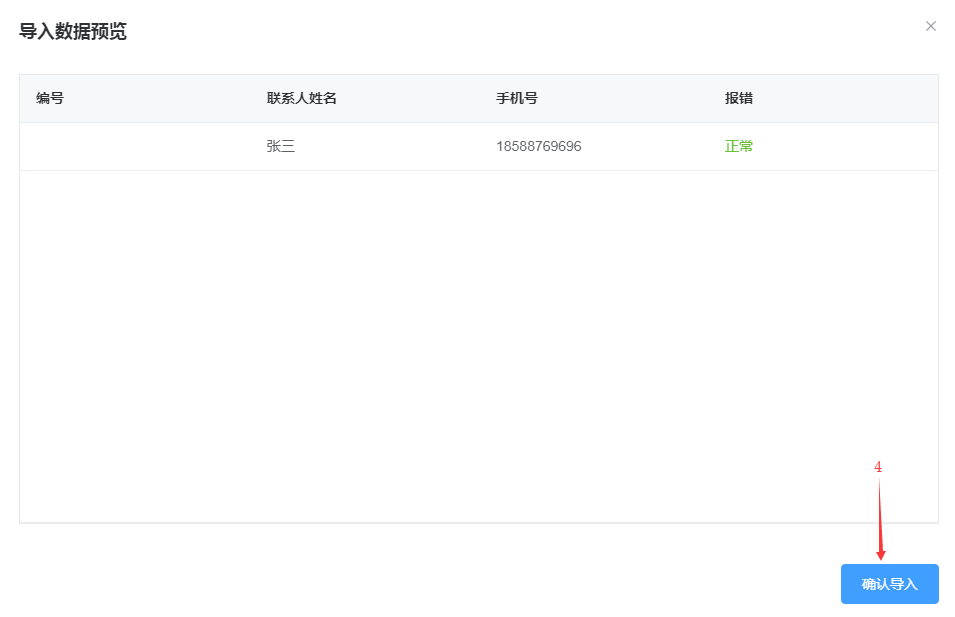 导入数据预览
编号 联系人姓名 手机号 报错
张三 18588769696 正常
4
确认导入